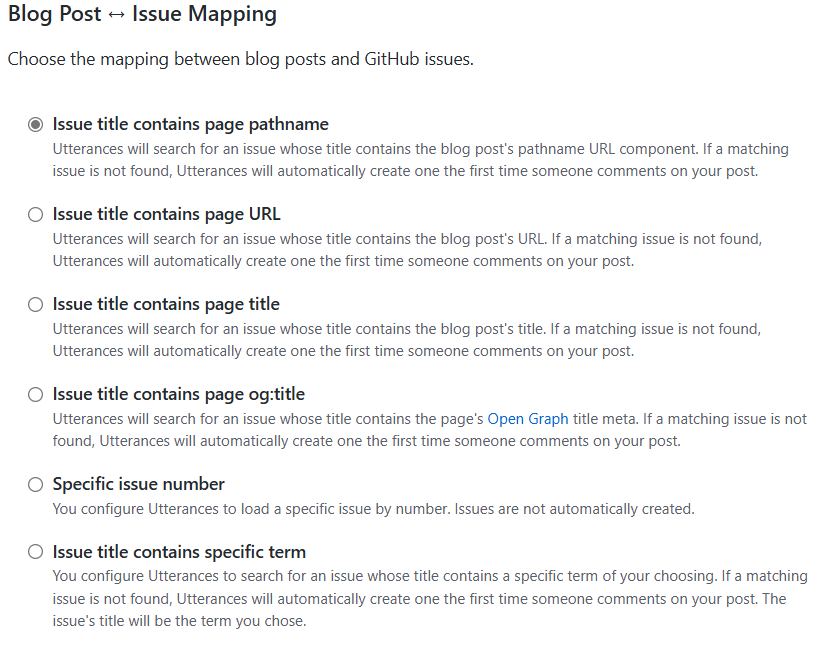 Blog Post ↔ Issue Mapping
Choose the mapping between blog posts and GitHub issues.
Issue title contains page pathname
Utterances will search for an issue whose title contains the blog post's pathname URL component. If a matching
issue is not found, Utterances will automatically create one the first time someone comments on your post.
Issue title contains page URL
Utterances will search for an issue whose title contains the blog post's URL. If a matching issue is not found,
Utterances will automatically create one the first time someone comments on your post.
Issue title contains page title
Utterances will search for an issue whose title contains the blog post's title. If a matching issue is not found,
Utterances will automatically create one the first time someone comments on your post.
Issue title contains page og:title
Utterances will search for an issue whose title contains the page's Open Graph title meta. If a matching issue is not
found, Utterances will automatically create one the first time someone comments on your post.
Specific issue number
You configure Utterances to load a specific issue by number. Issues are not automatically created.
Issue title contains specific term
You configure Utterances to search for an issue whose title contains a specific term of your choosing. If a matching
issue is not found, Utterances will automatically create one the first time someone comments on your post. The
issue's title will be the term you chose.